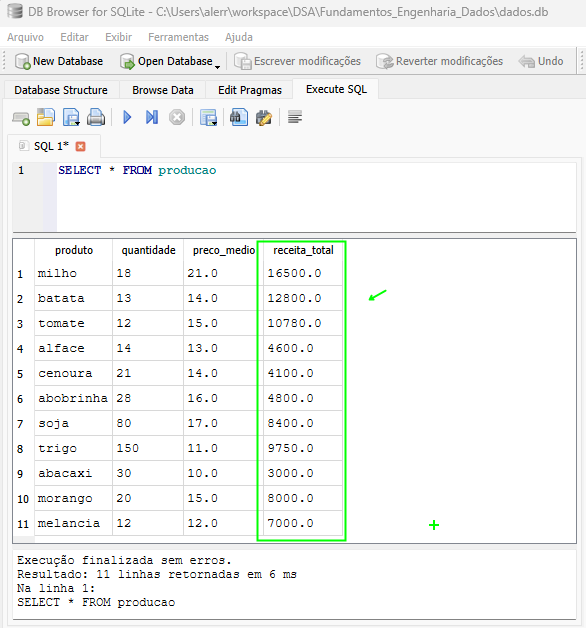 DB Browser for SQLite - C:\Users\alerr\workspace\DSA\Fundamentos_Engenharia_Dados\dados.db
Arquivo Editar Exibir Ferramentas Ajuda
New Database Open Database Escrever modificações Reverter modificações Undo
Database Structure Browse Data Edit Pragmas Execute SQL
SQL 1*
1 SELECT * FROM producao
produto quantidade preco_medio receita_total
1 milho 18 21.0 16500.0
2 batata 13 14.0 12800.0
3 tomate 12 15.0 10780.0
4 alface 14 13.0 4600.0
5 cenoura 21 14.0 4100.0
6 abobrinha 28 16.0 4800.0
7 soja 80 17.0 8400.0
8 trigo 150 11.0 9750.0
9 abacaxi 30 10.0 3000.0
10 morango 20 15.0 8000.0
11 melancia 12 12.0 7000.0
Execução finalizada sem erros.
Resultado: 11 linhas retornadas em 6 ms
Na linha 1:
SELECT * FROM producao